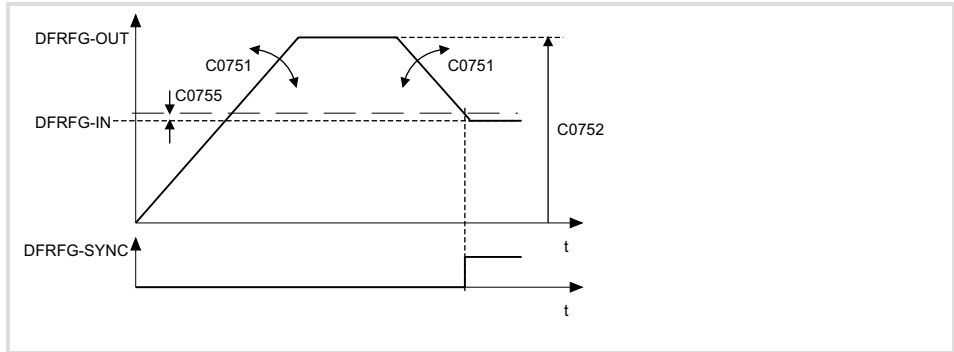 DFRFG-OUT
C0751
C0751
C0755
DFRFG-IN
C0752
t
DFRFG-SYNC
t